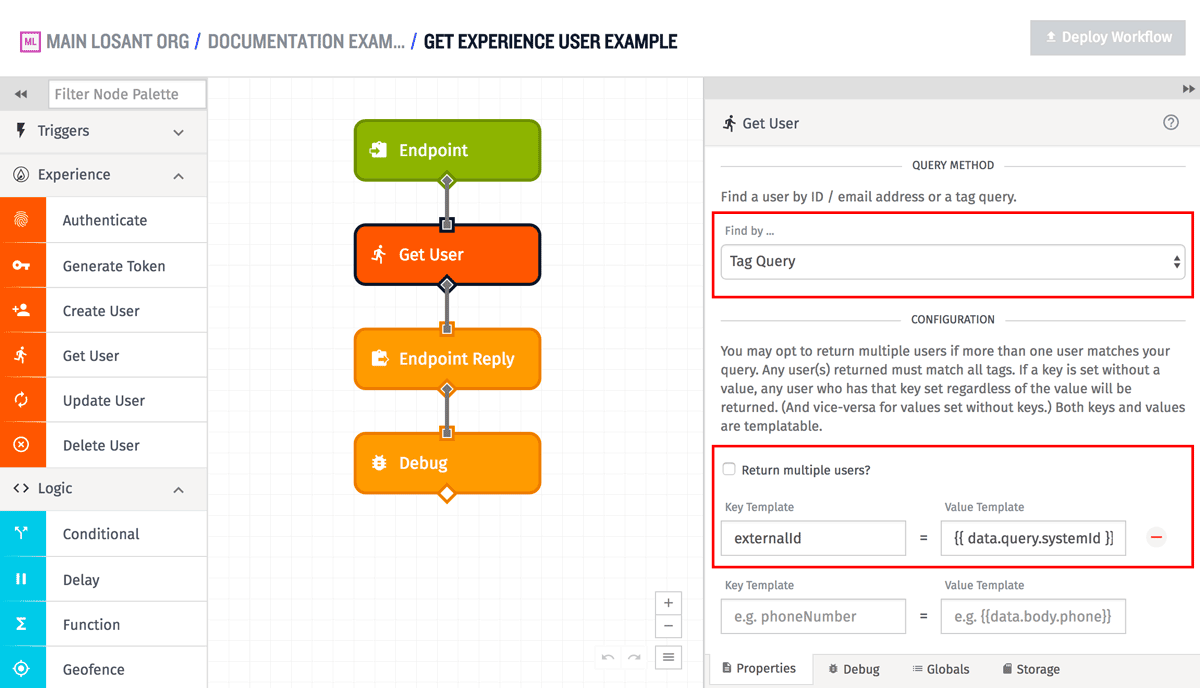 ML MAIN LOSANT ORG / DOCUMENTATION EXAM... / GET EXPERIENCE USER EXAMPLE
Deploy Workflow
Filter Node Palette
Triggers
Experience
Authenticate
Generate Token
Create User
Get User
Update User
Delete User
Logic
Conditional
Delay
Function
Geofence
Endpoint
Get User
Endpoint Reply
Debug
Get User
QUERY METHOD
Find a user by ID / email address or a tag query.
Find by ...
Tag Query
CONFIGURATION
You may opt to return multiple users if more than one user matches your
query. Any user(s) returned must match all tags. If a key is set without a
value, any user who has that key set regardless of the value will be
returned. (And vice-versa for values set without keys.) Both keys and values
are templatable.
Return multiple users?
Key Template Value Template
externalId = {{ data.query.systemId }}
Key Template Value Template
e.g. phoneNumber = e.g. {{data.body.phone}}
Properties Debug Globals Storage